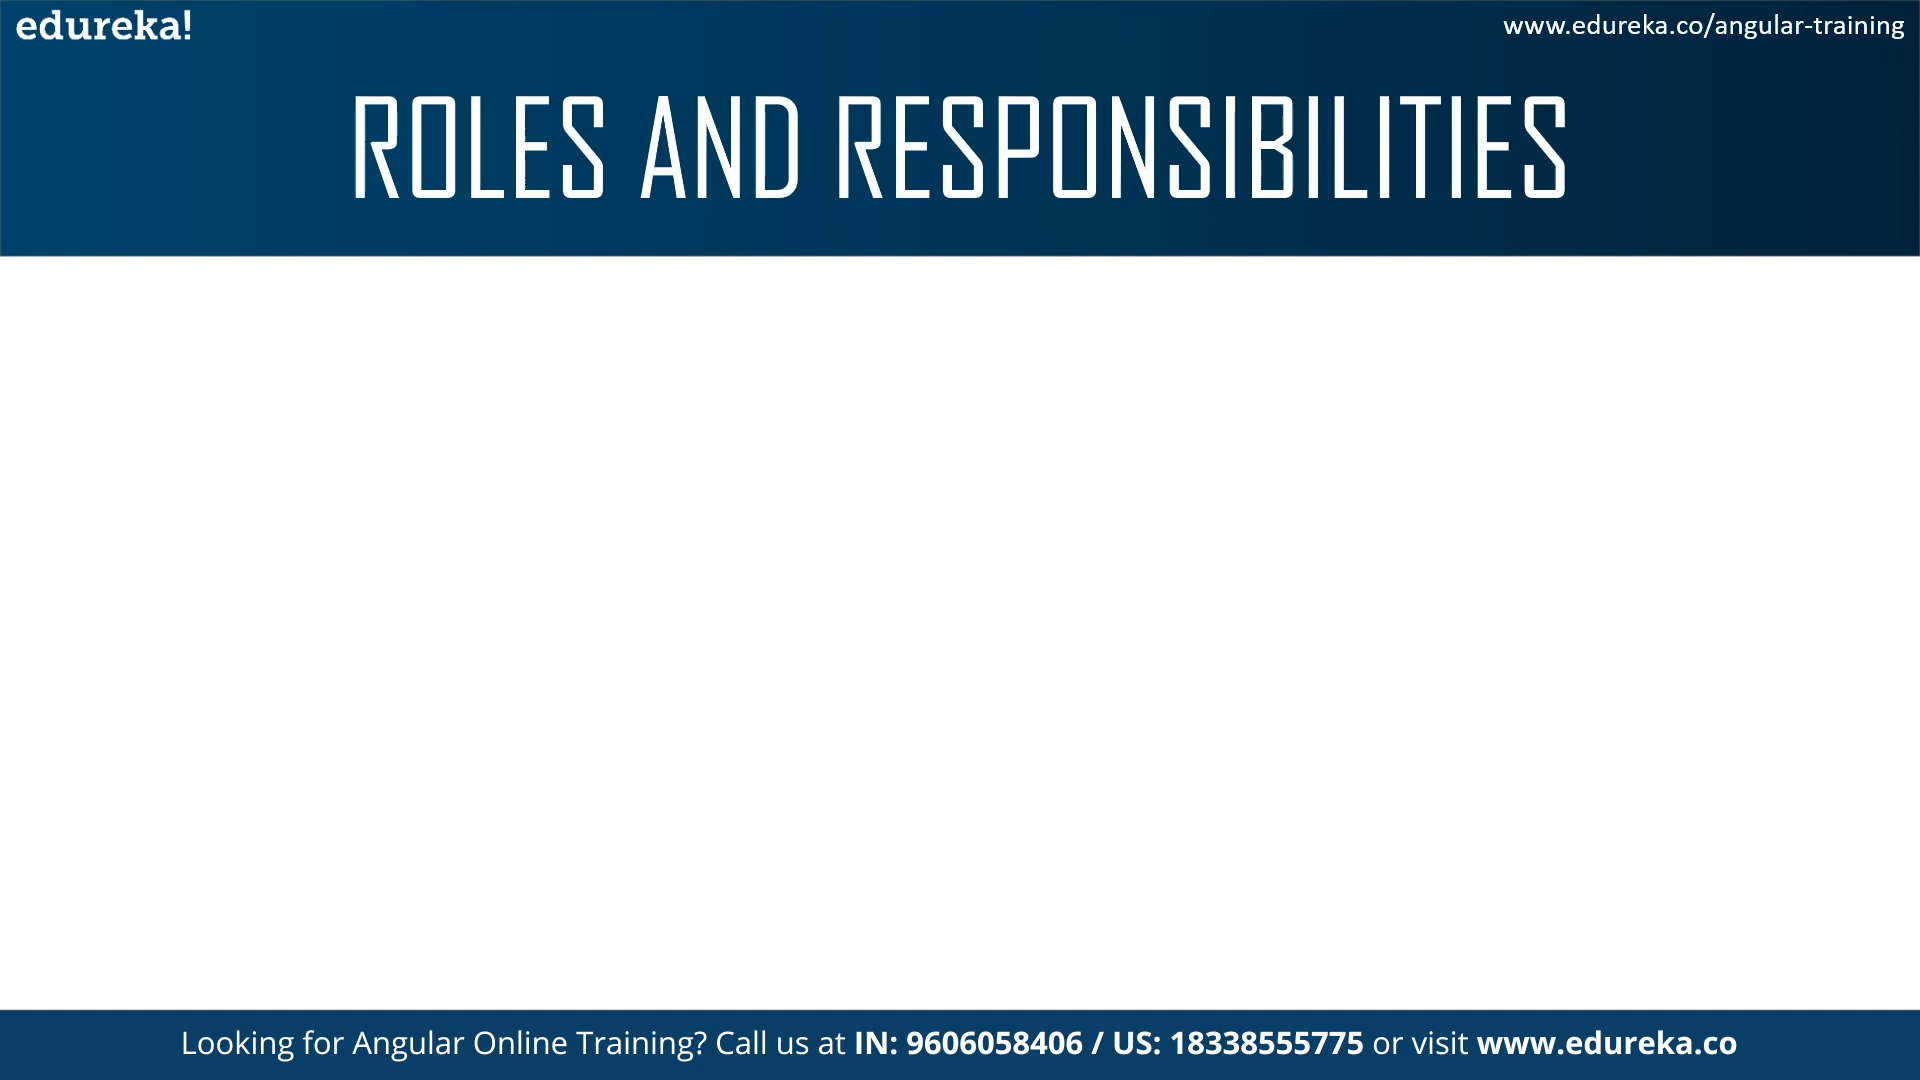 edureka!
www.edureka.co/angular-training
ROLES AND RESPONSIBILITIES
Looking for Angular Online Training? Call us at IN: 9606058406 / US: 18338555775 or visit www.edureka.co